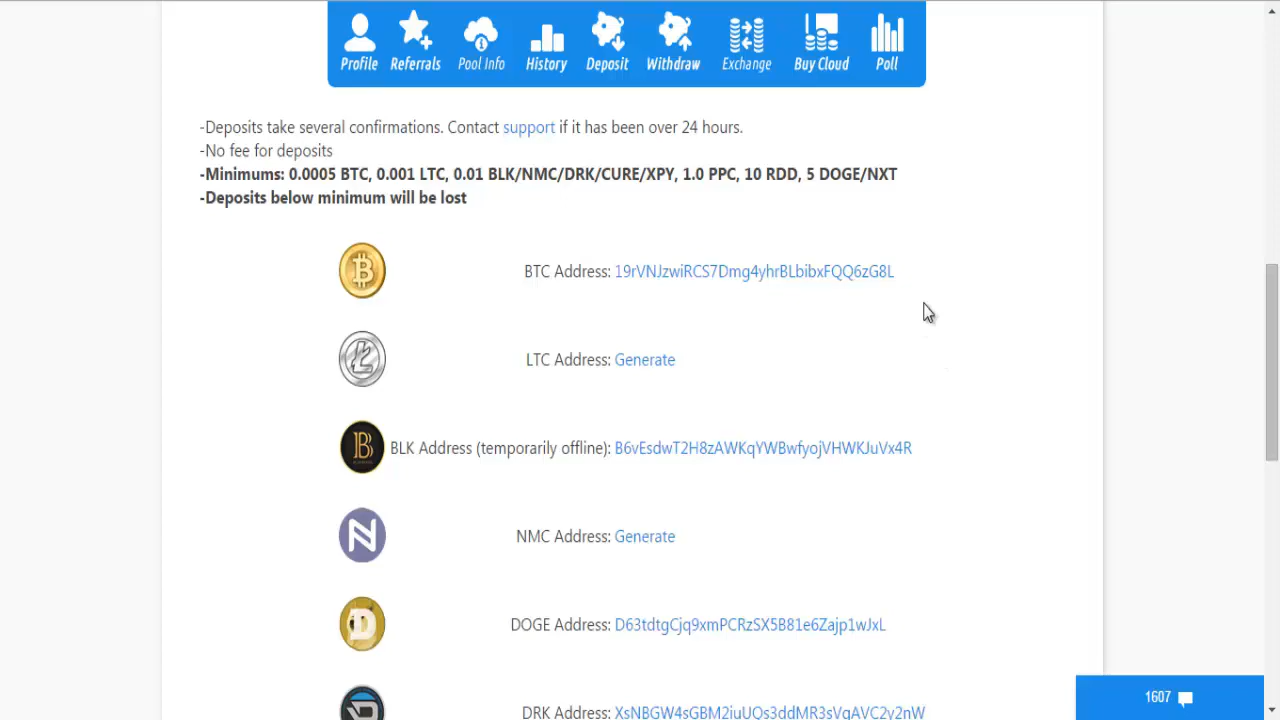 Profile Referrals Pool Info History Deposit Withdraw Exchange Buy Cloud Poll
-Deposits take several confirmations. Contact support if it has been over 24 hours.
-No fee for deposits
-Minimums: 0.0005 BTC, 0.001 LTC, 0.01 BLK/NMC/DRK/CURE/XPY, 1.0 PPC, 10 RDD, 5 DOGE/NXT
-Deposits below minimum will be lost
BTC Address: 19rVNJzwiRCS7Dmg4yhrBLbibxFQQ6zG8L
LTC Address: Generate
BLK Address (temporarily offline): B6vEsdwT2H8zAWKqYWBwfyojVHWKJuVx4R
NMC Address: Generate
DOGE Address: D63tdtgCjq9xmPCRzSX5B81e6Zajp1wJxL
DRK Address: XsNBGW4sGBM2iuUQs3ddMR3sVgAVC2y2nW
1607